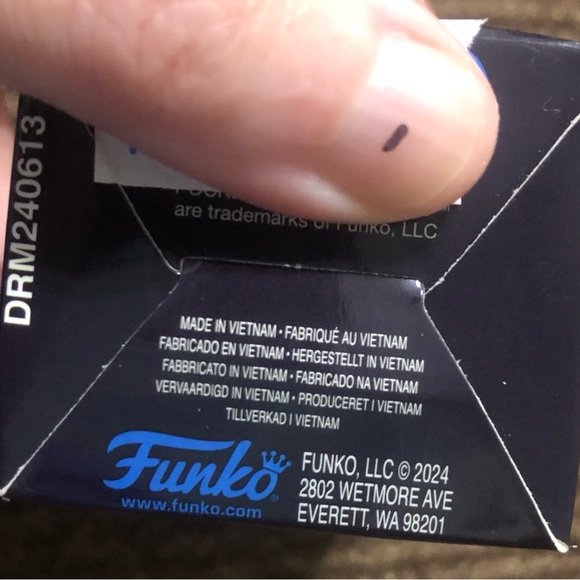 DRM240613
are trademarks of Funko, LLC
MADE IN VIETNAM • FABRIQUÉ AU VIETNAM
FABRICADO EN VIETNAM • HERGESTELLT IN VIETNAM
FABBRICATO IN VIETNAM • FABRICADO NA VIETNAM
VERVAARDIGD IN VIETNAM • PRODUCERET I VIETNAM
TILLVERKAD I VIETNAM
Funko®
www.funko.com
FUNKO, LLC © 2024
2802 WETMORE AVE
EVERETT, WA 98201